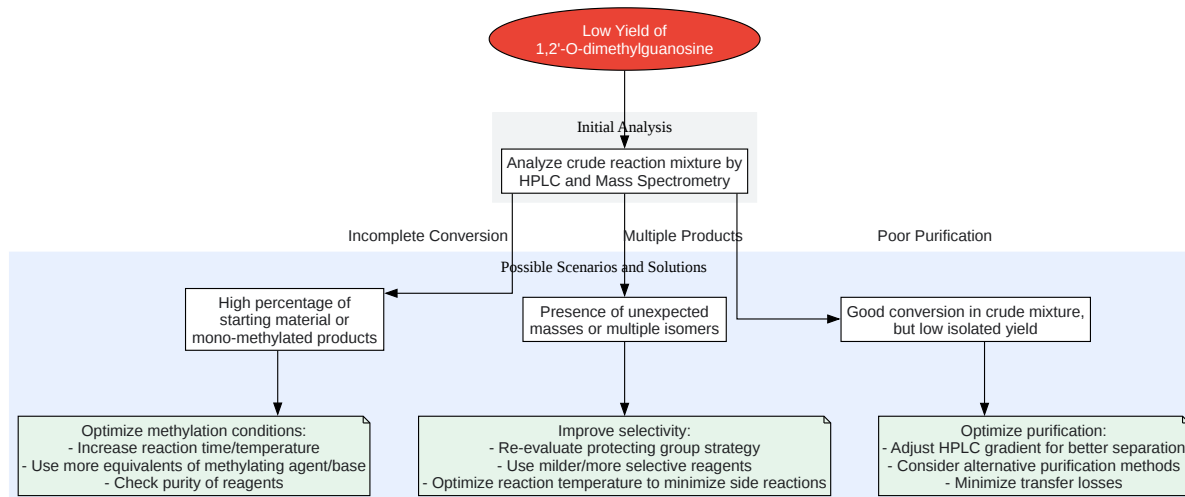 Low Yield of
1,2'-O-dimethylguanosine
Initial Analysis
Analyze crude reaction mixture by
HPLC and Mass Spectrometry
Incomplete Conversion
Multiple Products
Poor Purification
Possible Scenarios and Solutions
High percentage of
starting material or
mono-methylated products
Presence of unexpected
masses or multiple isomers
Good conversion in crude mixture,
but low isolated yield
Optimize methylation conditions:
- Increase reaction time/temperature
- Use more equivalents of methylating agent/base
- Check purity of reagents
Improve selectivity:
- Re-evaluate protecting group strategy
- Use milder/more selective reagents
- Optimize reaction temperature to minimize side reactions
Optimize purification:
- Adjust HPLC gradient for better separation
- Consider alternative purification methods
- Minimize transfer losses